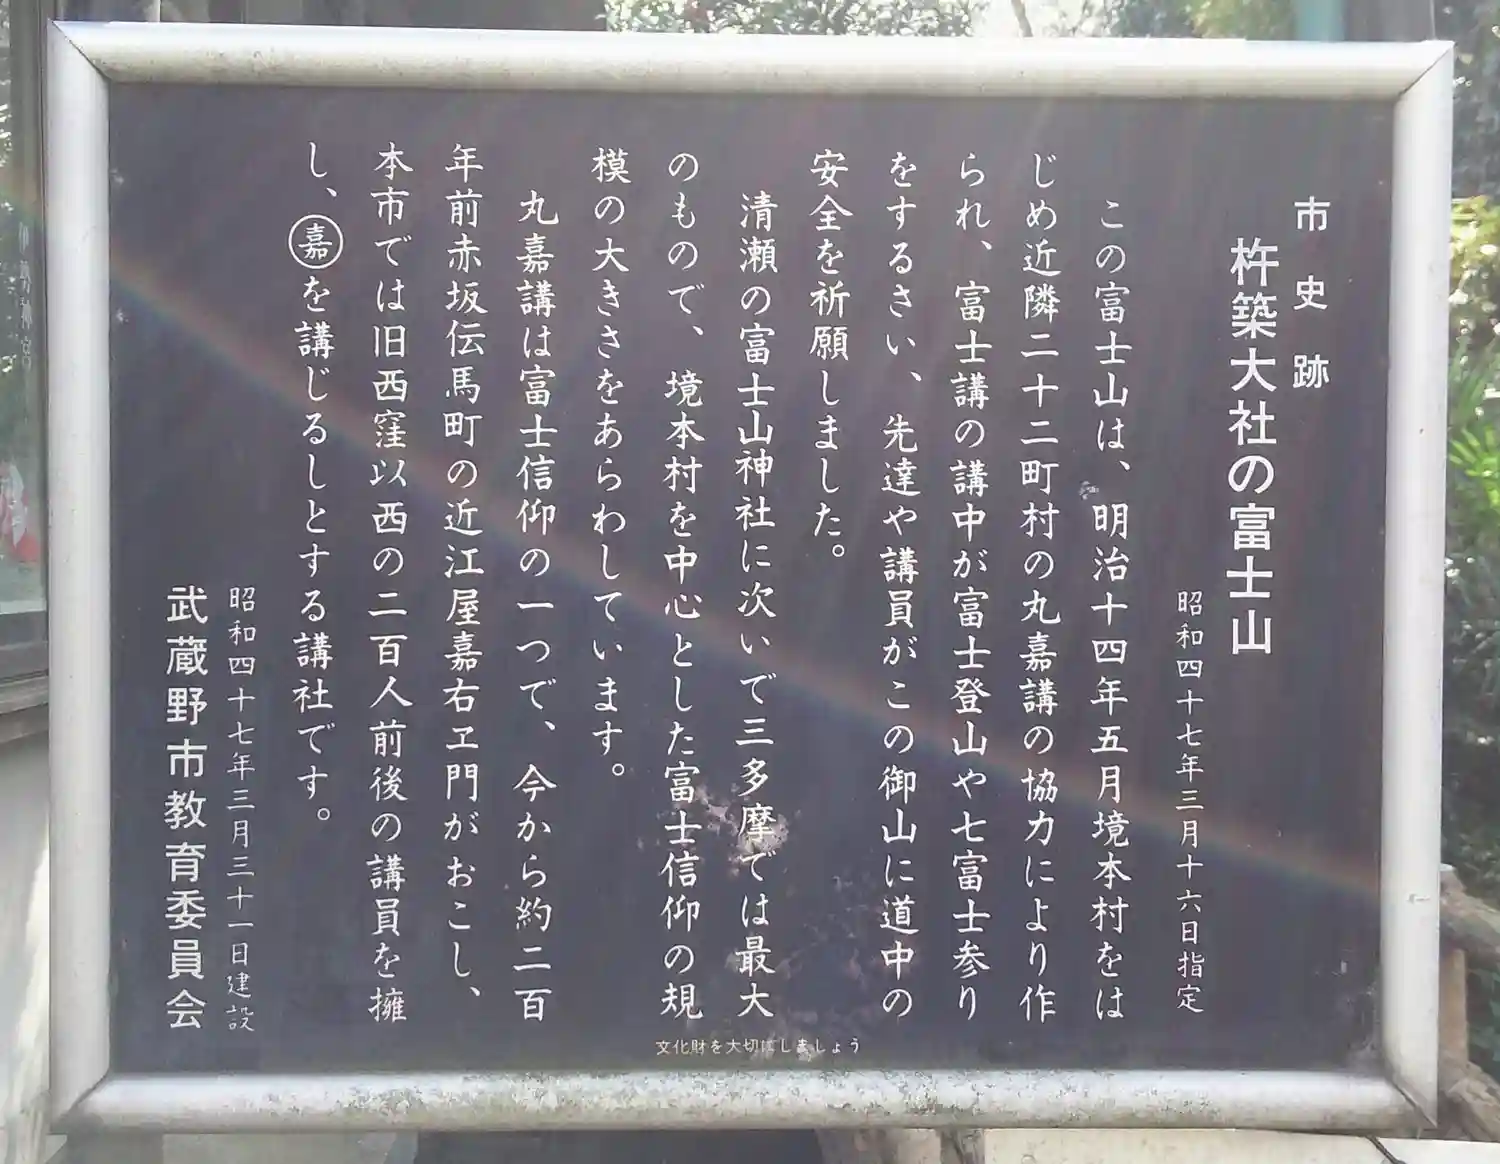 市史跡
杵築大社の富士山
昭和四十七年三月十六日指定
この富士山は、明治十四年五月境本村をは
じめ近隣二十二町村の丸嘉講の協力により作
られ、富士講の講中が富士登山や七富士参り
をするさい、先達や講員がこの御山に道中の
安全を祈願しました。
清瀬の富士山神社に次いで三多摩では最大
のもので、境本村を中心とした富士信仰の規
模の大きさをあらわしています。
丸嘉講は富士信仰の一つで、今から約二百
年前赤坂伝馬町の近江屋嘉右ヱ門がおこし、
本市では旧西窪以西の二百人前後の講員を擁
し、嘉を講じるしとする講社です。
昭和四十七年三月三十一日建設
武蔵野市教育委員会
文化財を大切にしましょう